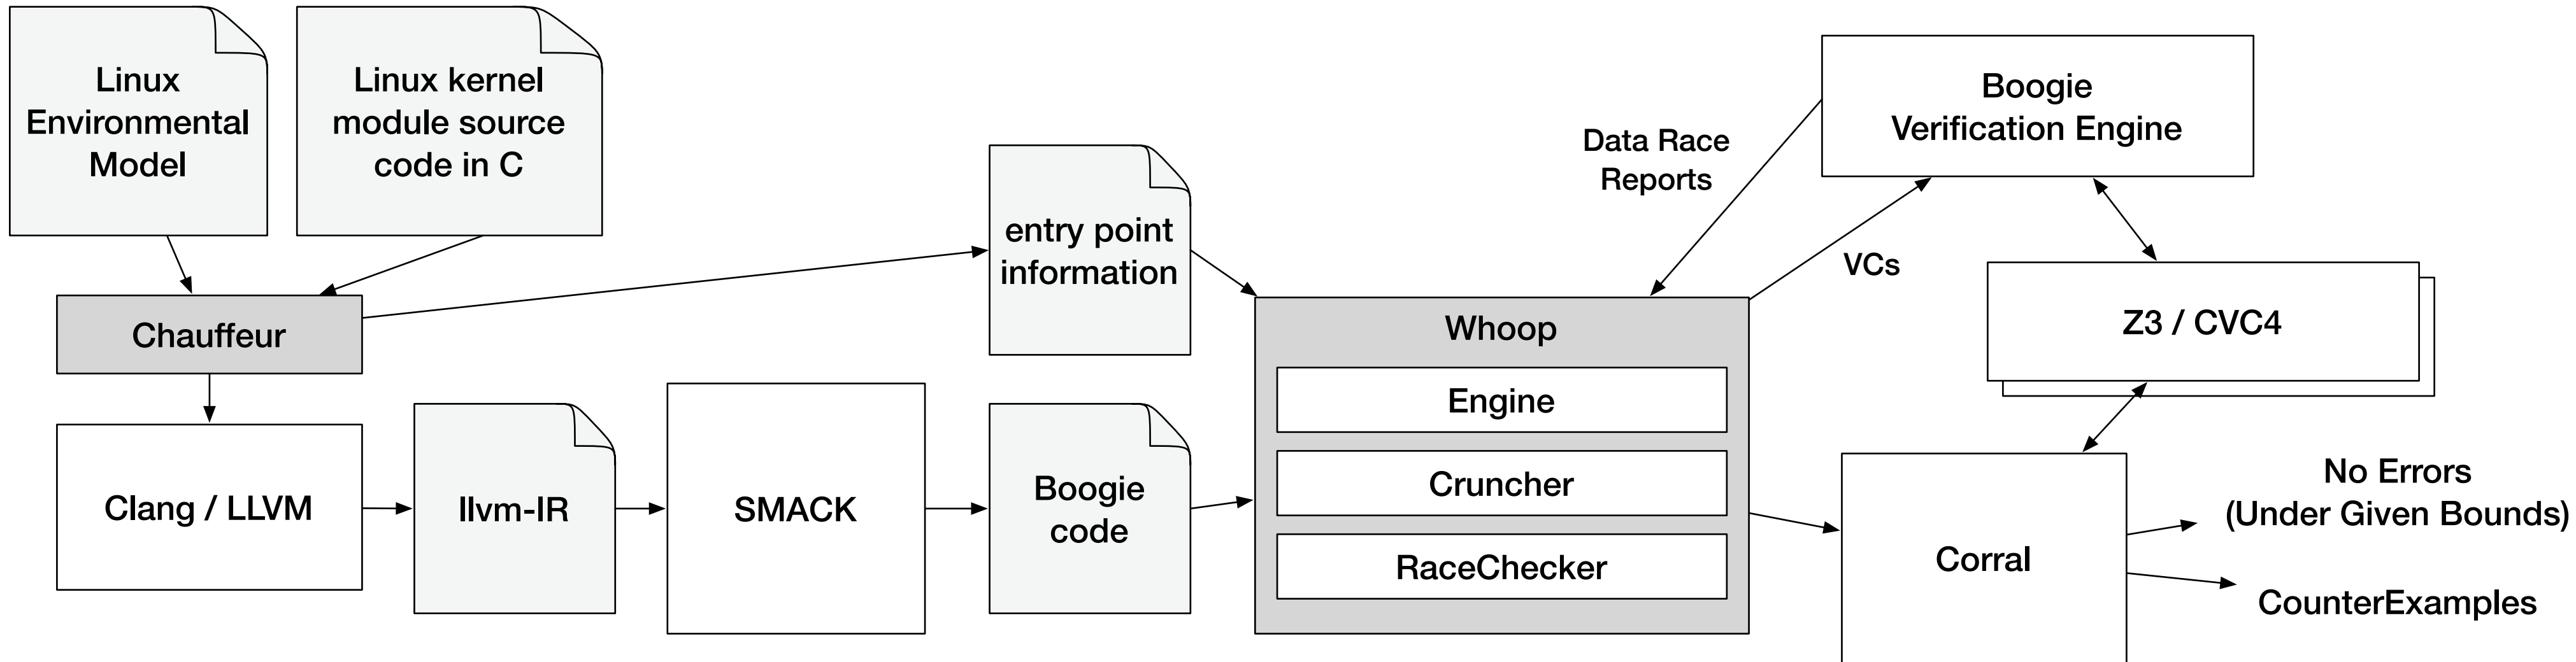 Linux
Environmental
Model
Linux kernel
module source
code in C
Chauffeur
Clang / LLVM
llvm-IR
SMACK
entry point
information
Boogie
code
Whoop
Engine
Cruncher
RaceChecker
Data Race
Reports
VCs
Boogie
Verification Engine
Z3 / CVC4
Corral
No Errors
(Under Given Bounds)
CounterExamples